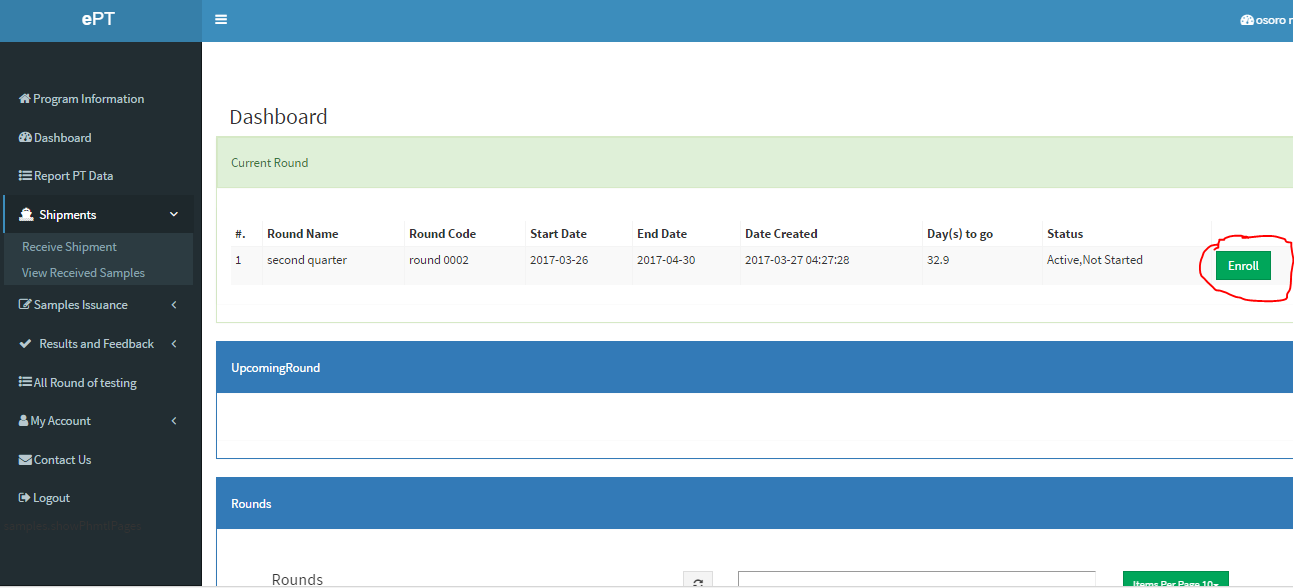 ePT
osoro
Program Information
Dashboard
Report PT Data
Shipments
Receive Shipment
View Received Samples
Samples Issuance
Results and Feedback
All Round of testing
My Account
Contact Us
Logout
Dashboard
Current Round
#. Round Name Round Code Start Date End Date Date Created Day(s) to go Status
1 second quarter round 0002 2017-03-26 2017-04-30 2017-03-27 04:27:28 32.9 Active,Not Started Enroll
UpcomingRound
Rounds
Rounds
Items Per Page 10